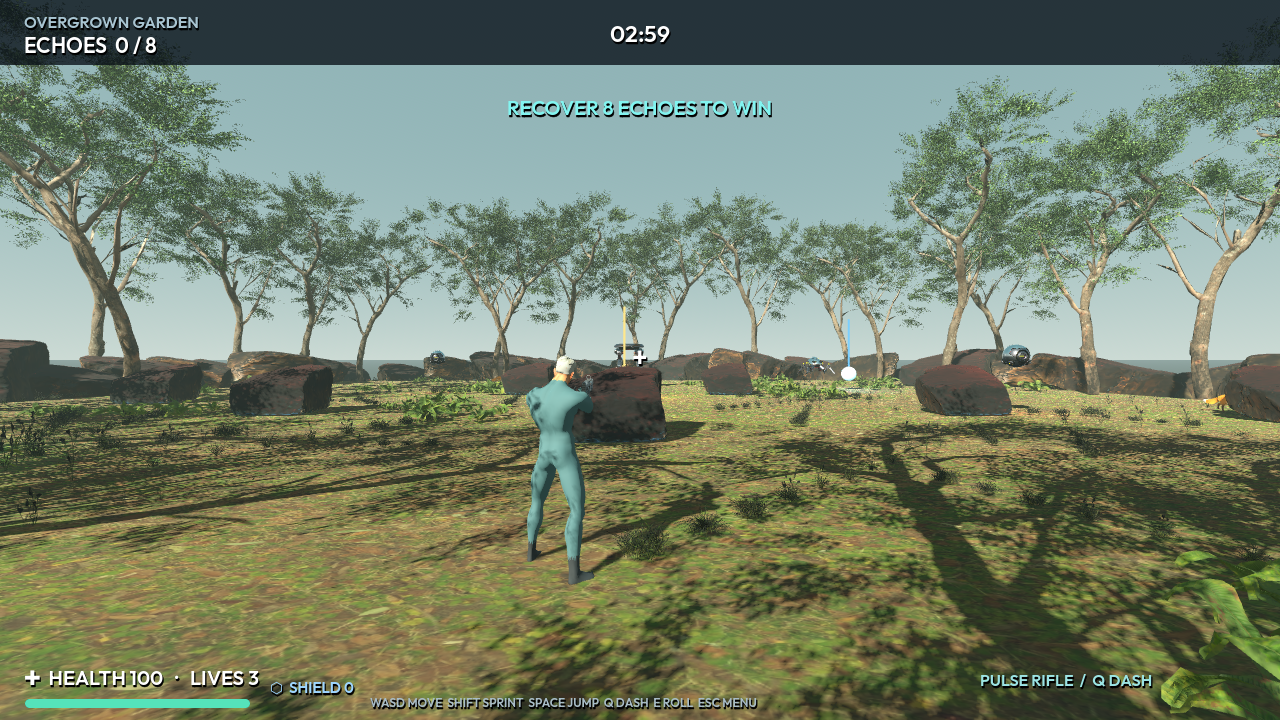 OVERGROWN GARDEN
ECHOES 0 / 8
02:59
RECOVER 8 ECHOES TO WIN
HEALTH 100 · LIVES 3
SHIELD 0
WASD MOVE SHIFT SPRINT SPACE JUMP Q DASH E ROLL ESC MENU
PULSE RIFLE / Q DASH